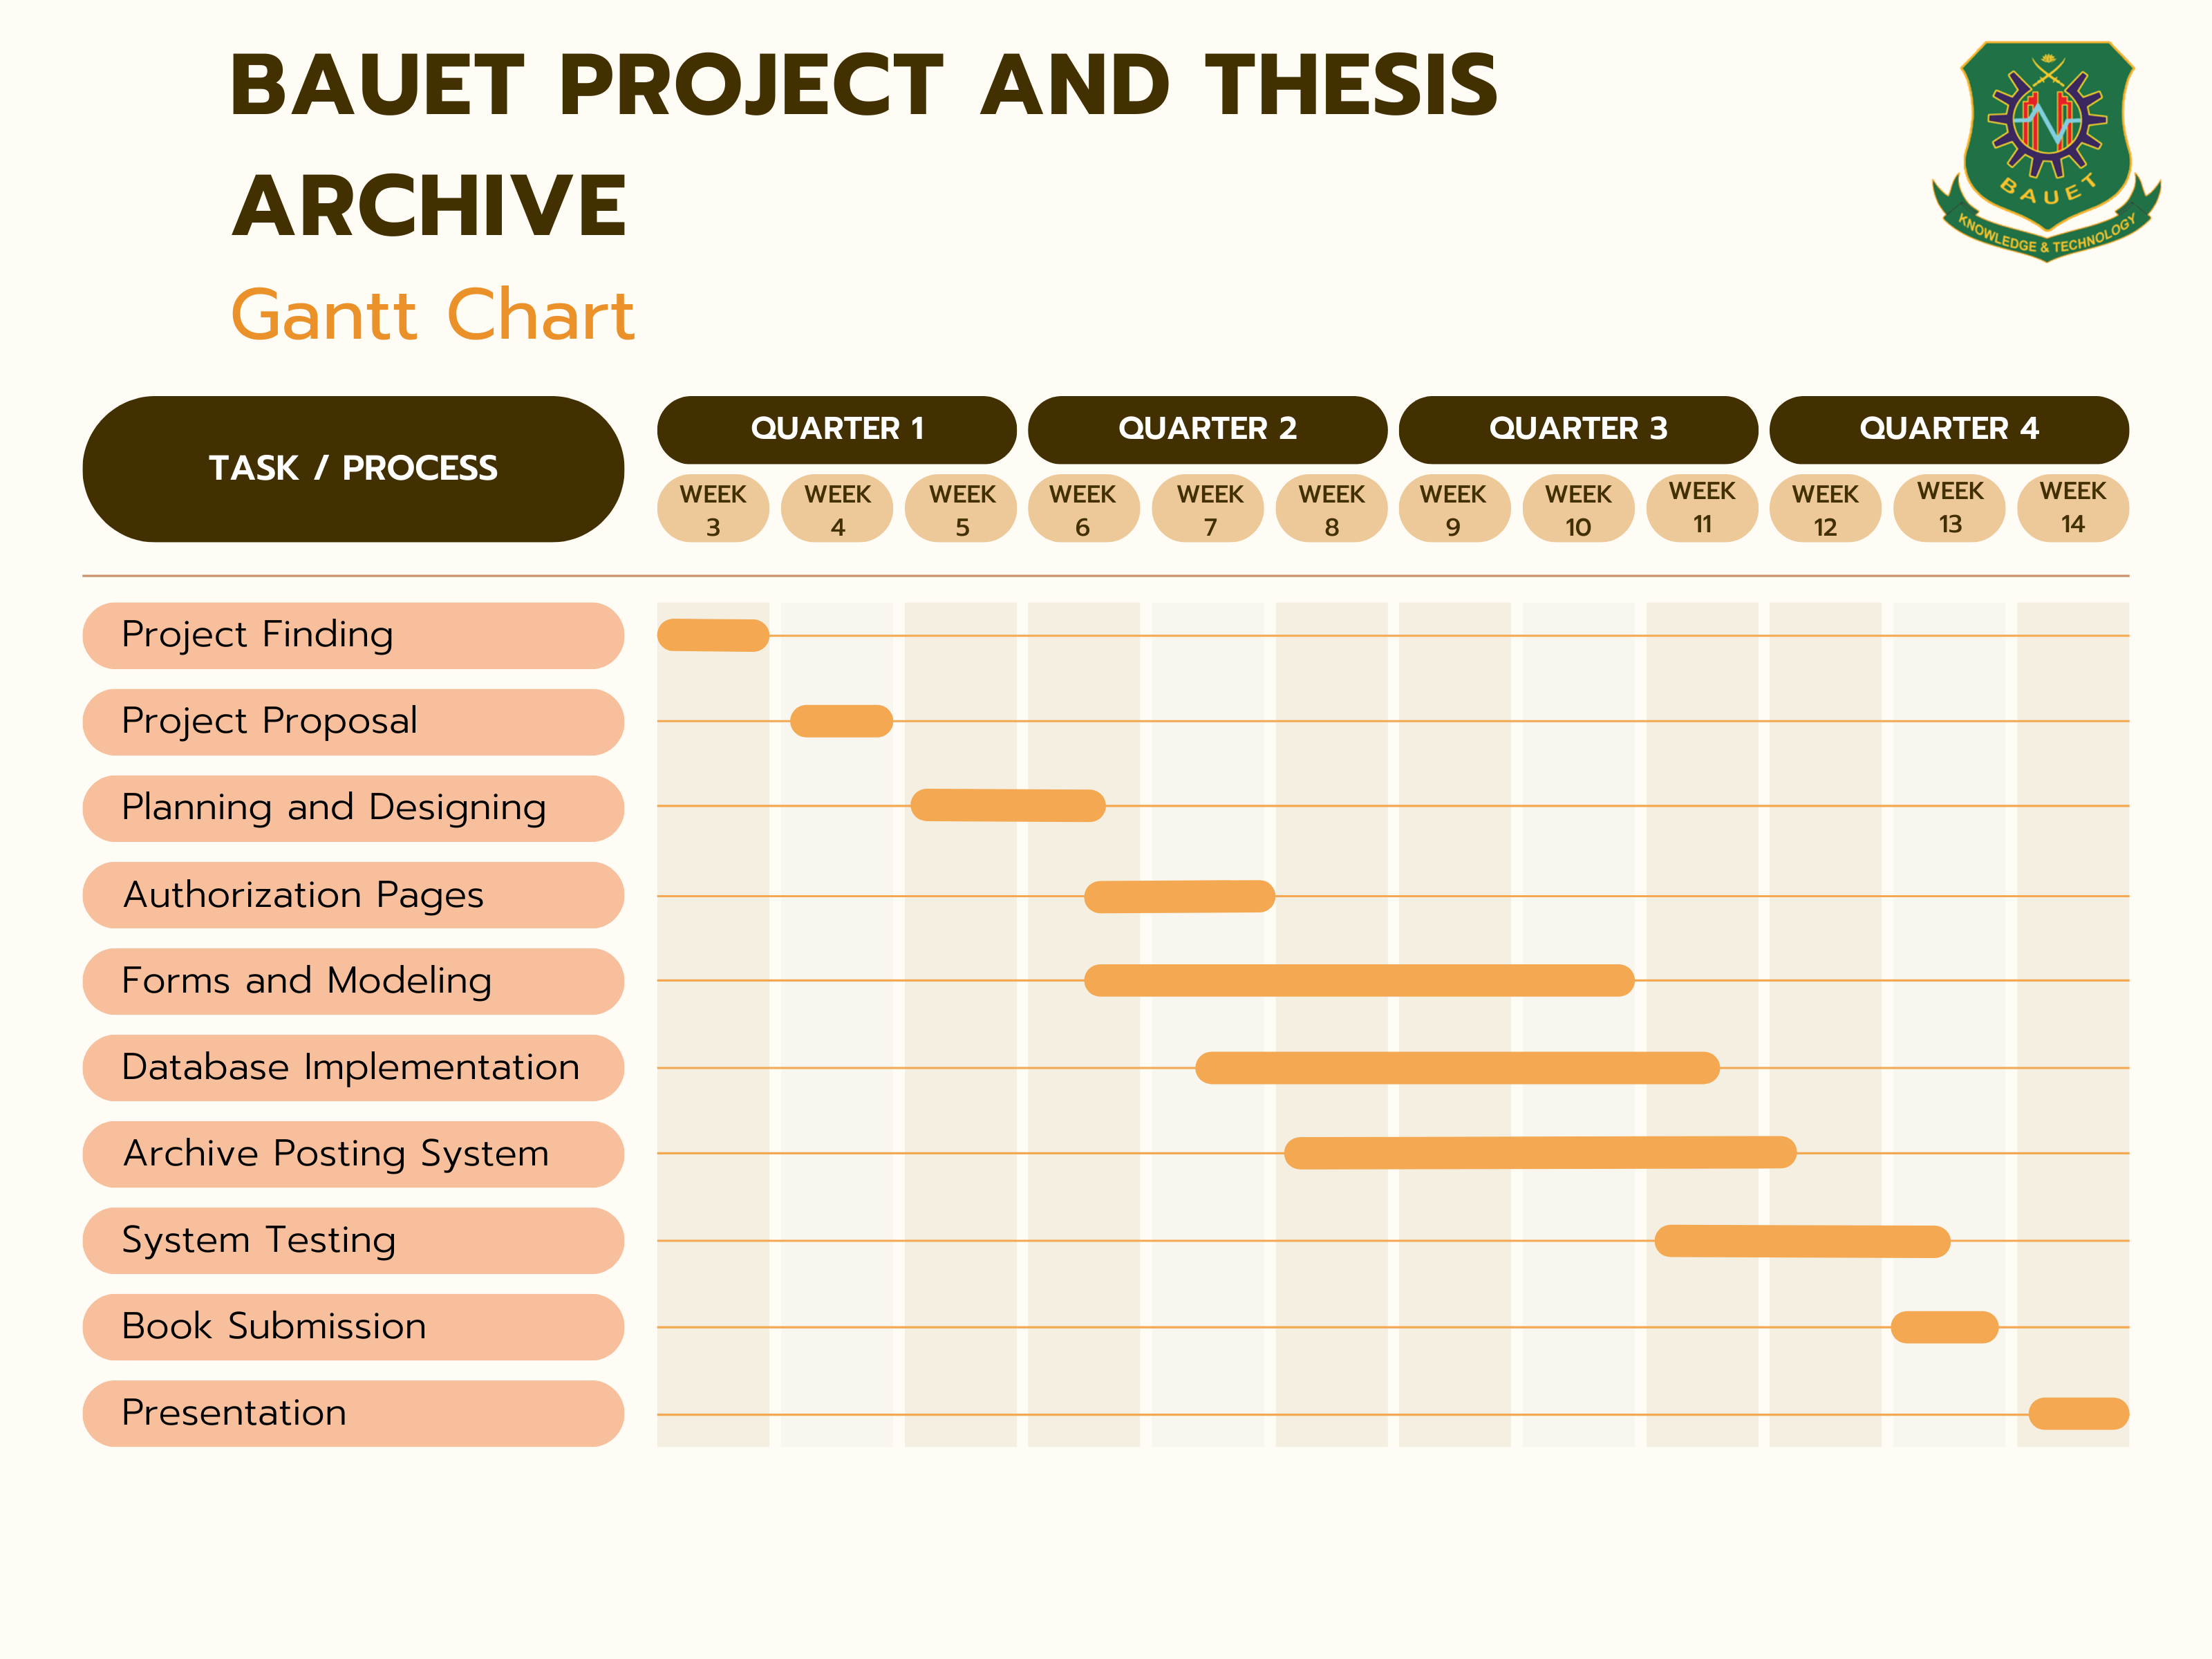 BAUET PROJECT AND THESIS
ARCHIVE
Gantt Chart
BAUET
KNOWLEDGE & TECHNOLOGY
TASK / PROCESS
QUARTER 1
QUARTER 2
QUARTER 3
QUARTER 4
WEEK
3
WEEK
4
WEEK
5
WEEK
6
WEEK
7
WEEK
8
WEEK
9
WEEK
10
WEEK
11
WEEK
12
WEEK
13
WEEK
14
Project Finding
Project Proposal
Planning and Designing
Authorization Pages
Forms and Modeling
Database Implementation
Archive Posting System
System Testing
Book Submission
Presentation